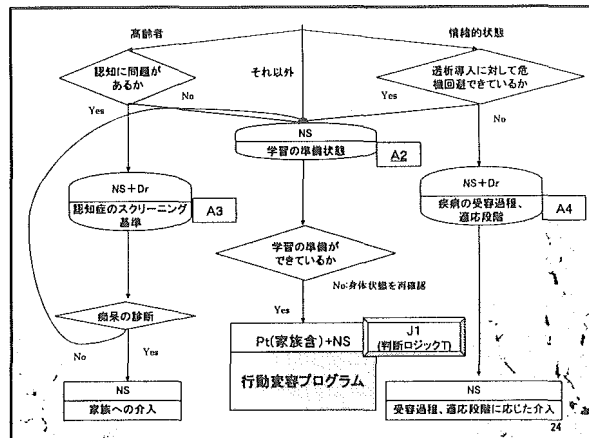 高齢者
それ以外
情緒的状態
認知に問題が
あるか
透析導入に対して危
機回避できているか
Yes
No
Yes
No
NS
学習の準備状態
A2
NS+Dr
認知症のスクリーニング
基準
A3
NS+Dr
疾病の受容過程、
適応段階
A4
学習の準備が
できているか
No:身体状態を再確認
Yes
痴呆の診断
No
Yes
Pt(家族含)+NS
J1
(判断ロジックT)
行動変容プログラム
NS
家族への介入
NS
受容過程、適応段階に応じた介入
24